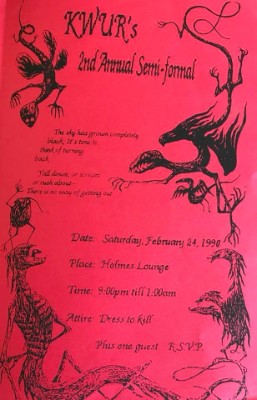 KWUR's
2nd Annual Semi-formal
The sky has grown completely
black; It's time to
think of turning
back;
Yell desist, or scream
or rush about—
There is no way of getting out
Date: Saturday, February 24, 1990
Place: Holmes Lounge
Time: 9:00pm till 1:00am
Attire: Dress to kill
Plus one guest R.S.V.P.